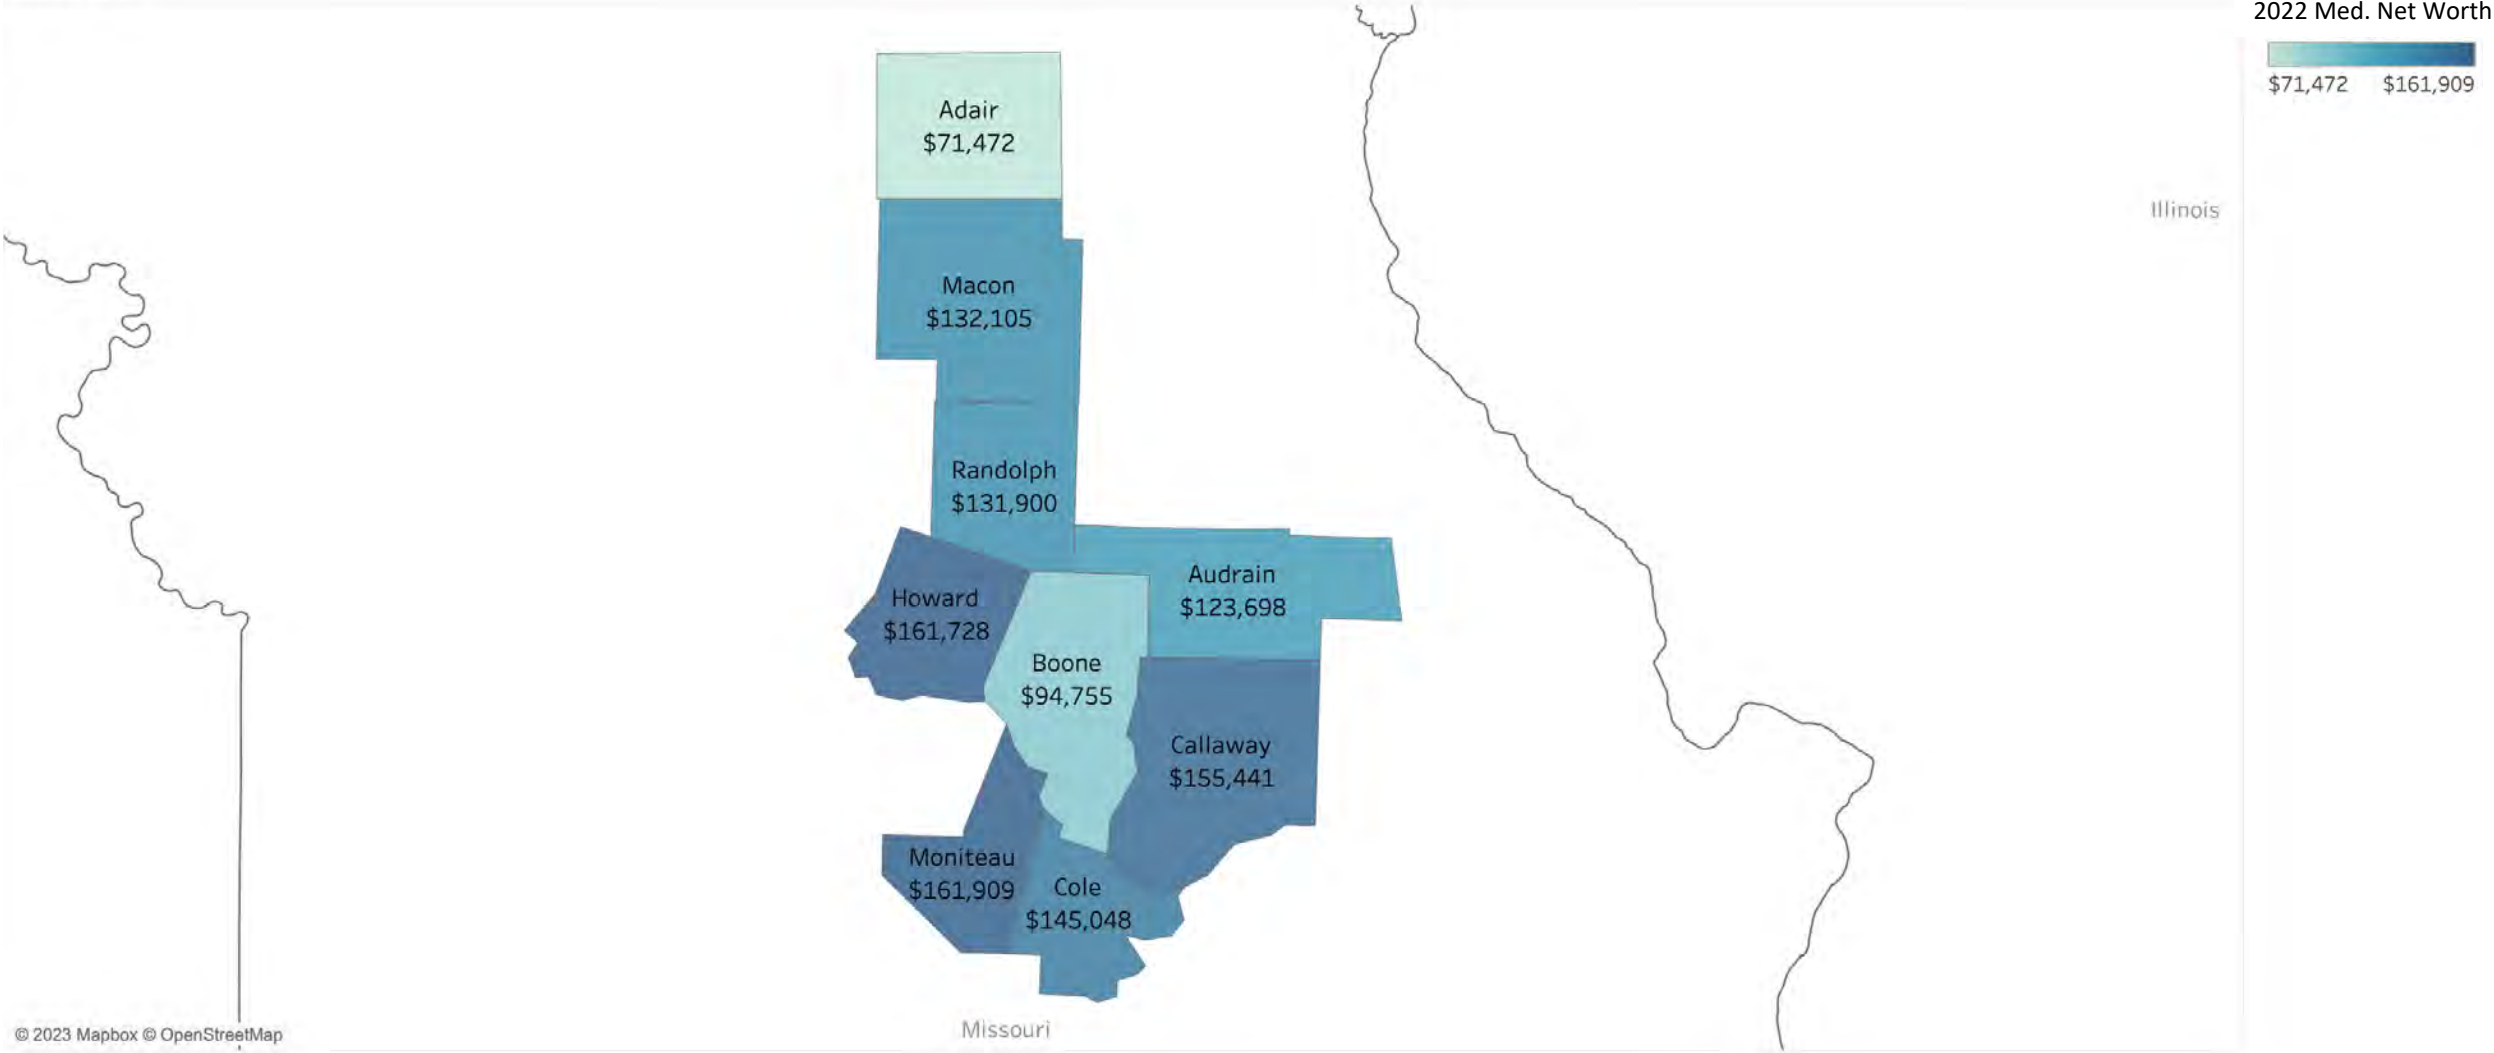 2022 Med. Net Worth
$71,472 $161,909
Illinois
Adair
$71,472
Macon
$132,105
Randolph
$131,900
Audrain
$123,698
Howard
$161,728
Boone
$94,755
Callaway
$155,441
Moniteau
$161,909
Cole
$145,048
Missouri
© 2023 Mapbox © OpenStreetMap